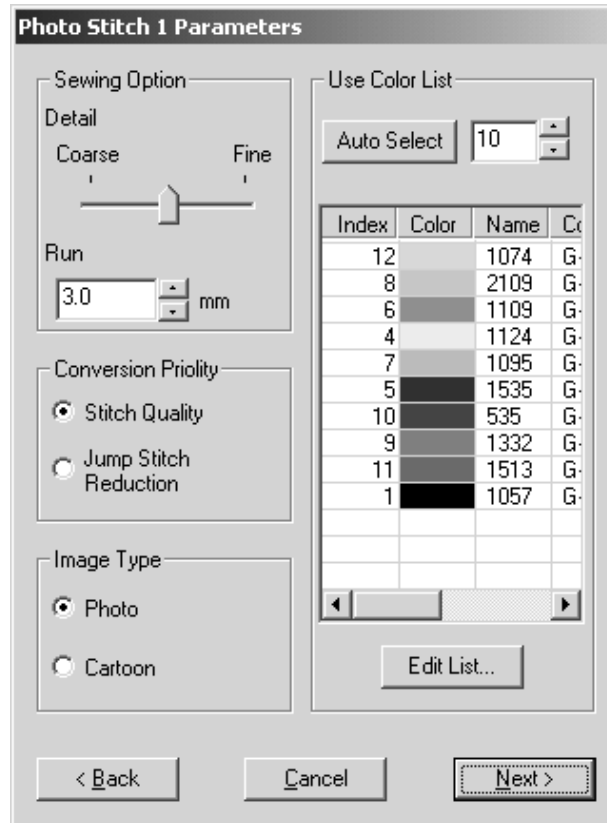 Photo Stitch 1 Parameters
Sewing Option
Detail
Coarse Fine
Run
3.0 mm
Conversion Priolity
Stitch Quality
Jump Stitch
Reduction
Image Type
Photo
Cartoon
Use Color List
Auto Select 10
Index Color Name Co
12 1074 G-
8 2109 G-
6 1109 G-
4 1124 G-
7 1095 G-
5 1535 G-
10 535 G-
9 1332 G-
11 1513 G-
1 1057 G-
Edit List...
< Back Cancel Next >